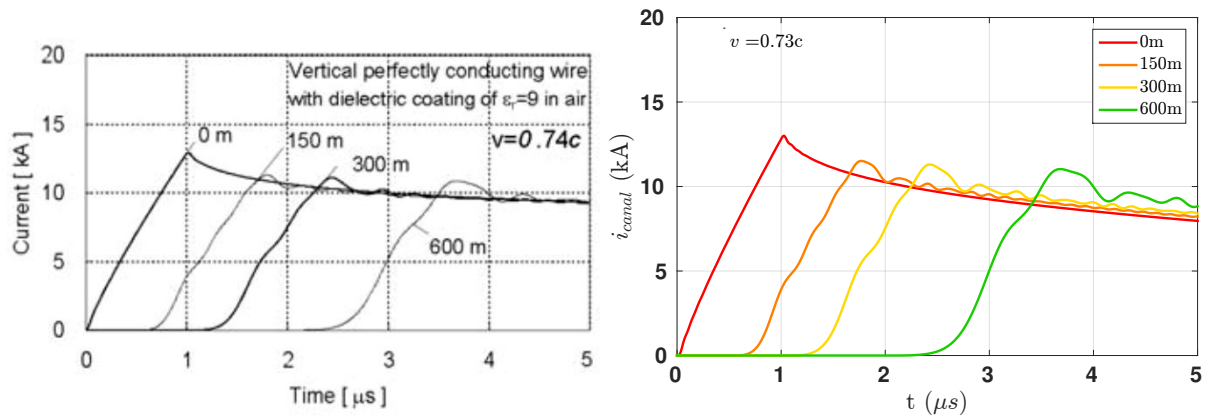 20
15
10
5
0
Current [ kA ]
Vertical perfectly conducting wire
with dielectric coating of εr=9 in air
v=0.74c
0 m
150 m
300 m
600 m
0 1 2 3 4 5
Time [ μs ]
20
15
10
5
0
i_canal (kA)
v =0.73c
0m
150m
300m
600m
0 1 2 3 4 5
t (μs)